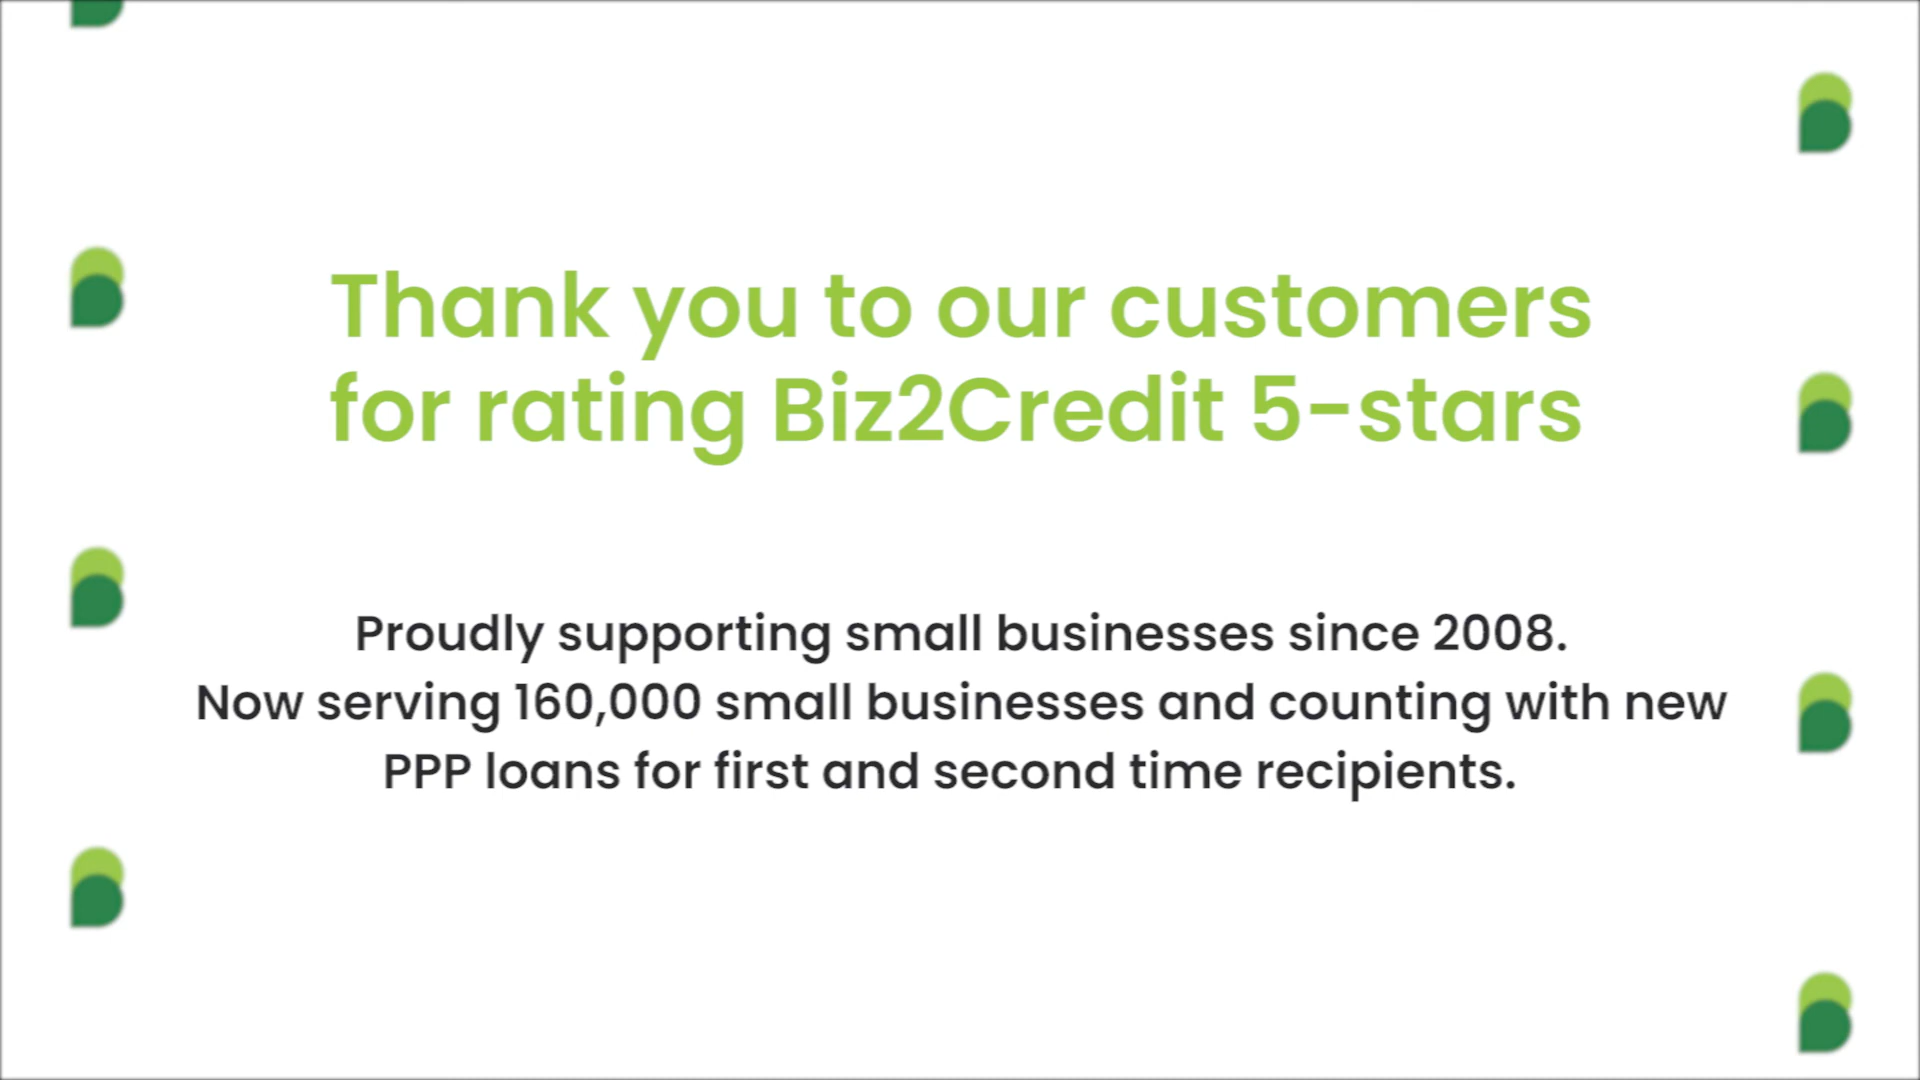 Thank you to our customers
for rating Biz2Credit 5-stars
Proudly supporting small businesses since 2008.
Now serving 160,000 small businesses and counting with new
PPP loans for first and second time recipients.